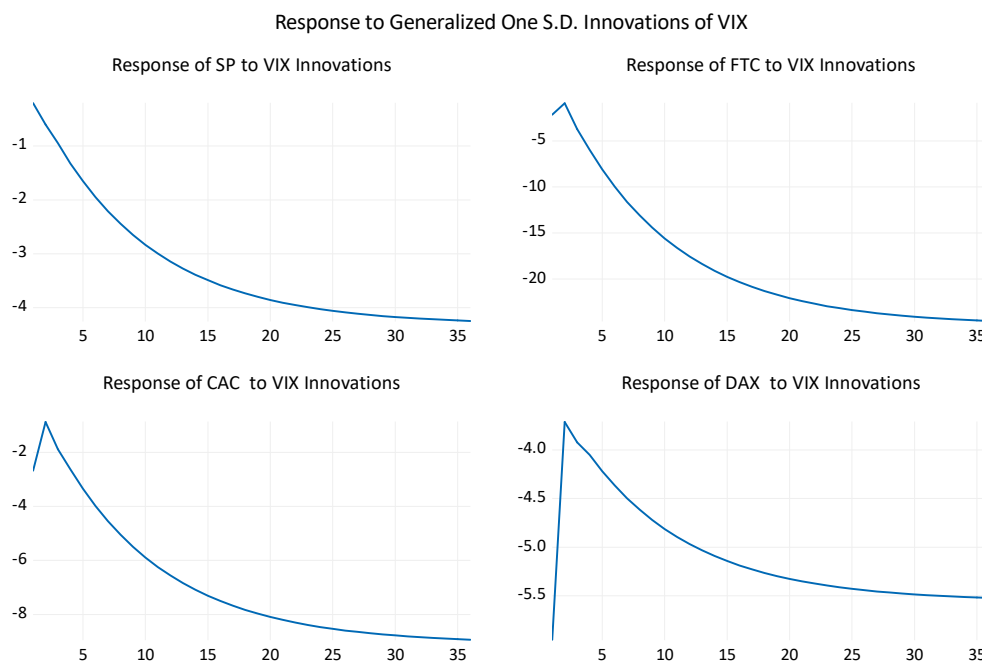 Response to Generalized One S.D. Innovations of VIX
Response of SP to VIX Innovations
-1
-2
-3
-4
5 10 15 20 25 30 35
Response of FTC to VIX Innovations
-5
-10
-15
-20
5 10 15 20 25 30 35
Response of CAC  to VIX Innovations
-2
-4
-6
-8
5 10 15 20 25 30 35
Response of DAX  to VIX Innovations
-4.0
-4.5
-5.0
-5.5
5 10 15 20 25 30 35